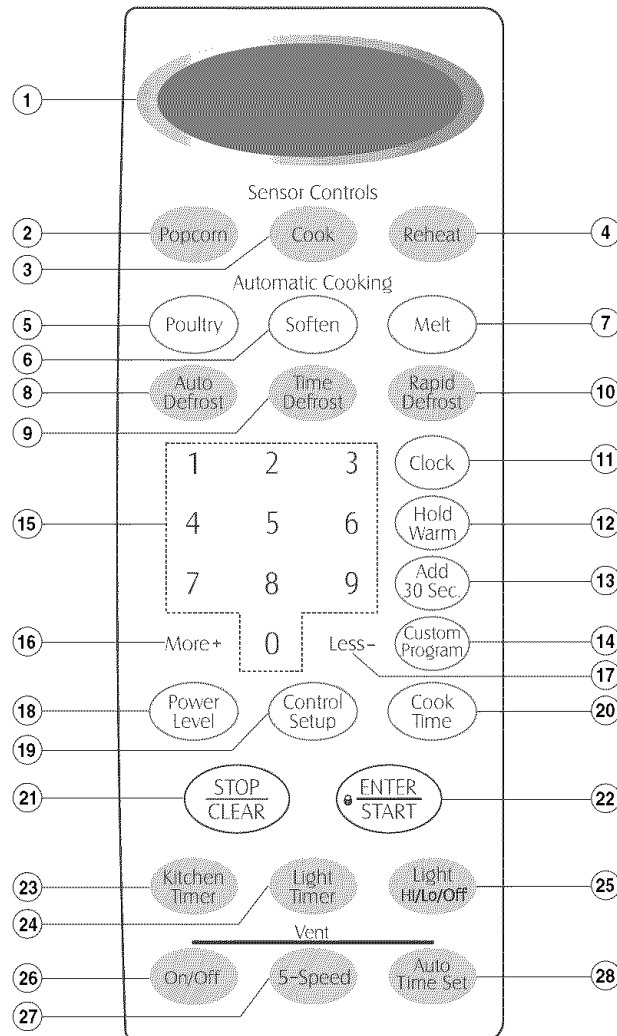 1
Sensor Controls
2 Popcorn Cook Reheat 4
3
Automatic Cooking
5 Poultry Soften Melt 7
6
8 Auto Defrost Time Defrost Rapid Defrost 10
9
1 2 3 Clock 11
15 4 5 6 Hold Warm 12
7 8 9 Add 30 Sec. 13
16 More+ 0 Less- Custom Program 14
17
18 Power Level Control Setup Cook Time 20
19
21 STOP CLEAR ENTER START 22
23 Kitchen Timer Light Timer Light Hi/Lo/Off 25
24
Vent
26 On/Off 5-Speed Auto Time Set 28
27